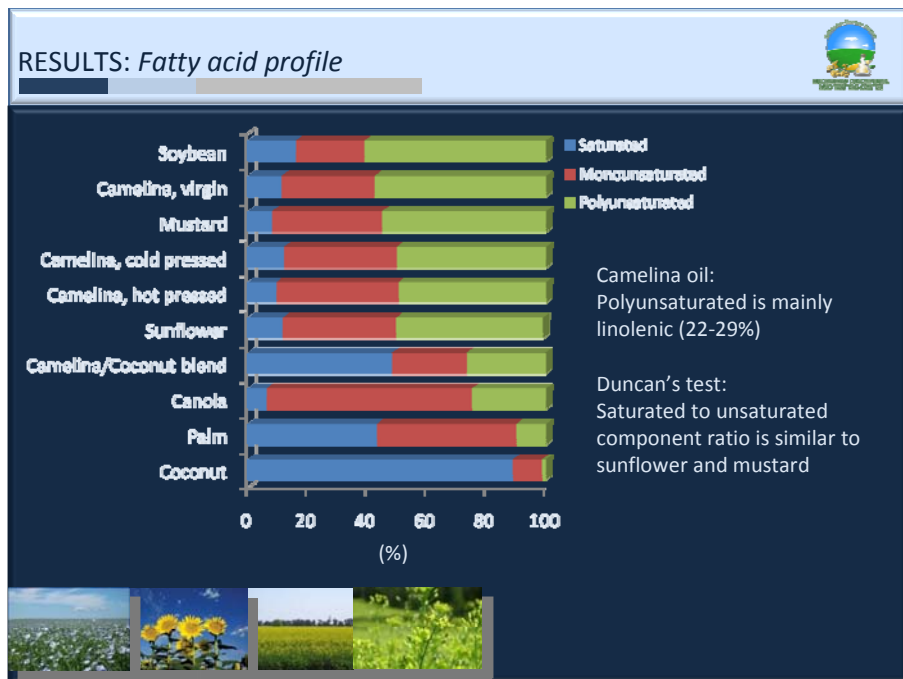 RESULTS: Fatty acid profile
Soybean
Camelina, virgin
Mustard
Camelina, cold pressed
Camelina, hot pressed
Sunflower
Camelina/Coconut blend
Canola
Palm
Coconut
0 20 40 60 80 100
(%)
Saturated
Monounsaturated
Polyunsaturated
Camelina oil:
Polyunsaturated is mainly
linolenic (22-29%)
Duncan's test:
Saturated to unsaturated
component ratio is similar to
sunflower and mustard